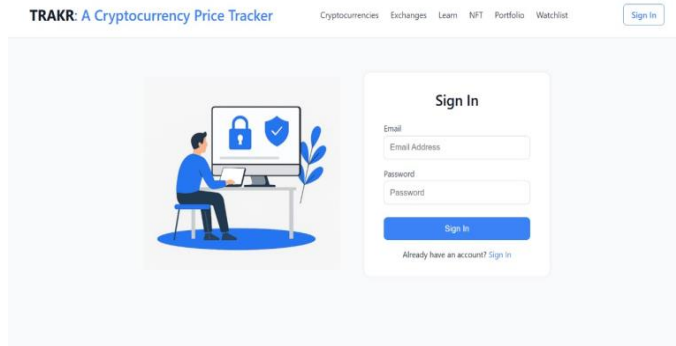 TRAKR: A Cryptocurrency Price Tracker
Cryptocurrencies Exchanges Learn NFT Portfolio Watchlist
Sign In
Sign In
Email
Email Address
Password
Password
Sign In
Already have an account? Sign In